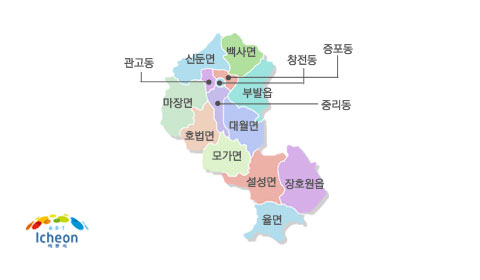 증포동
백사면
신둔면
창전동
관고동
부발읍
마장면
중리동
대월면
호법면
모가면
설성면
장호원읍
율면
ART
Icheon
이천시